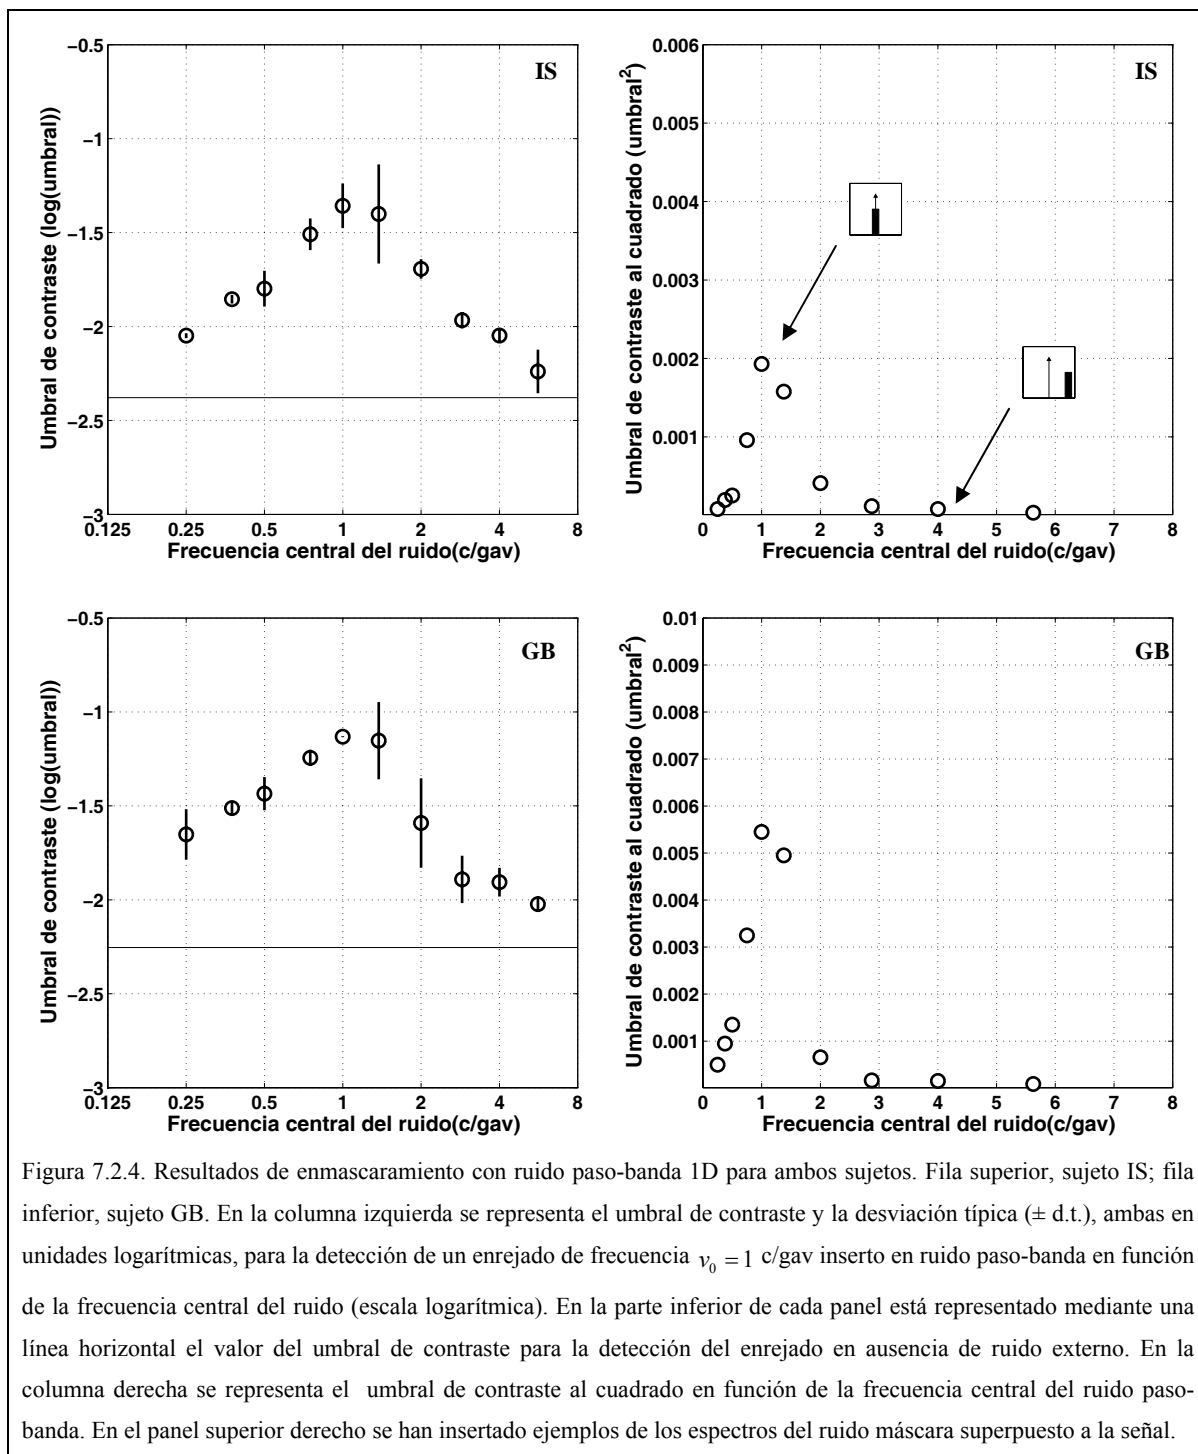 IS
Umbral de contraste (log(umbral))
−0.5
−1
−1.5
−2
−2.5
−3
0.125 0.25 0.5 1 2 4 8
Frecuencia central del ruido(c/gav)
IS
Umbral de contraste al cuadrado (umbral²)
0.006
0.005
0.004
0.003
0.002
0.001
0 1 2 3 4 5 6 7 8
Frecuencia central del ruido(c/gav)
GB
Umbral de contraste (log(umbral))
−0.5
−1
−1.5
−2
−2.5
−3
0.125 0.25 0.5 1 2 4 8
Frecuencia central del ruido(c/gav)
GB
Umbral de contraste al cuadrado (umbral²)
0.01
0.009
0.008
0.007
0.006
0.005
0.004
0.003
0.002
0.001
0 1 2 3 4 5 6 7 8
Frecuencia central del ruido(c/gav)
Figura 7.2.4. Resultados de enmascaramiento con ruido paso-banda 1D para ambos sujetos. Fila superior, sujeto IS; fila
inferior, sujeto GB. En la columna izquierda se representa el umbral de contraste y la desviación típica (± d.t.), ambas en
unidades logarítmicas, para la detección de un enrejado de frecuencia ν₀ = 1 c/gav inserto en ruido paso-banda en función
de la frecuencia central del ruido (escala logarítmica). En la parte inferior de cada panel está representado mediante una
línea horizontal el valor del umbral de contraste para la detección del enrejado en ausencia de ruido externo. En la
columna derecha se representa el umbral de contraste al cuadrado en función de la frecuencia central del ruido paso-
banda. En el panel superior derecho se han insertado ejemplos de los espectros del ruido máscara superpuesto a la señal.